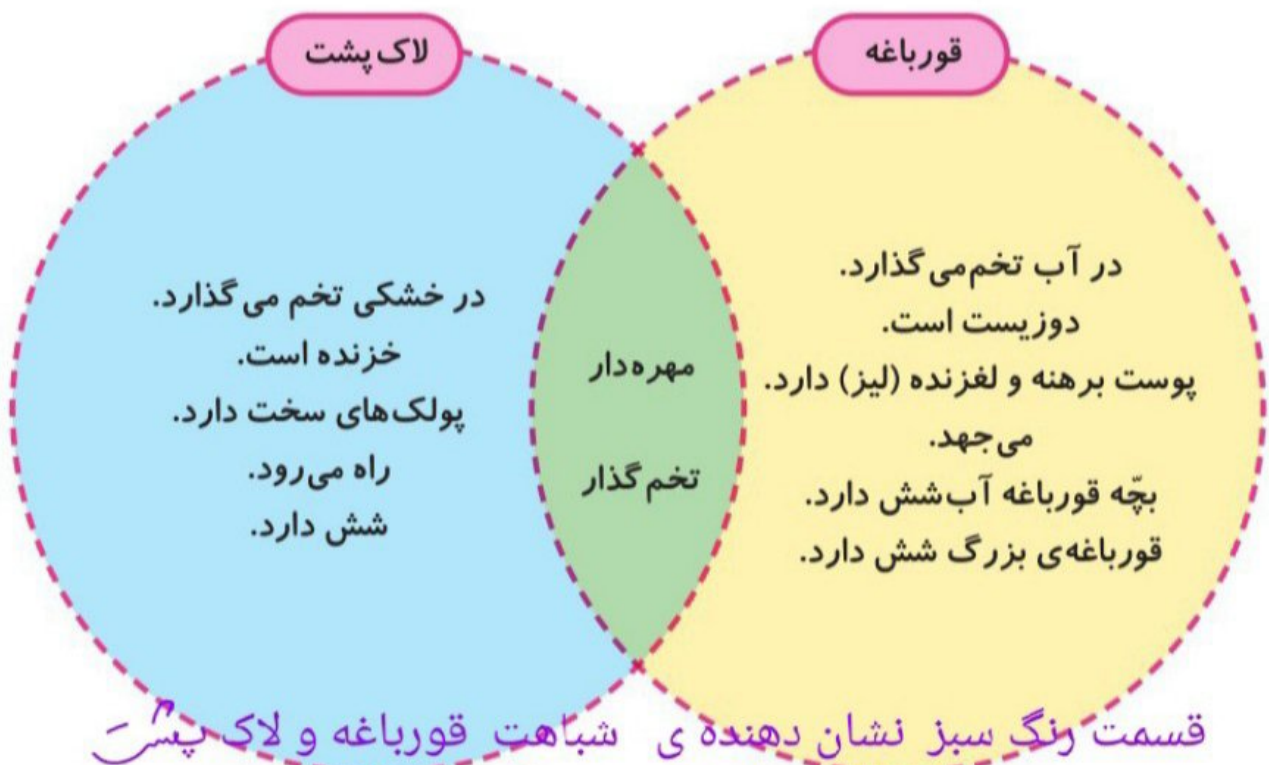 قورباغه
در آب تخم‌می‌گذارد.
دوزیست است.
پوست برهنه و لغزنده (لیز) دارد.
می‌جهد.
بچّه قورباغه آب‌شش دارد.
قورباغه‌ی بزرگ شش دارد.
مهره‌دار
تخم‌گذار
لاک‌پشت
در خشکی تخم می‌گذارد.
خزنده است.
پولک‌های سخت دارد.
راه می‌رود.
شش دارد.
قسمت رنگ سبز نشان دهنده ی شباهت قورباغه و لاک پشت